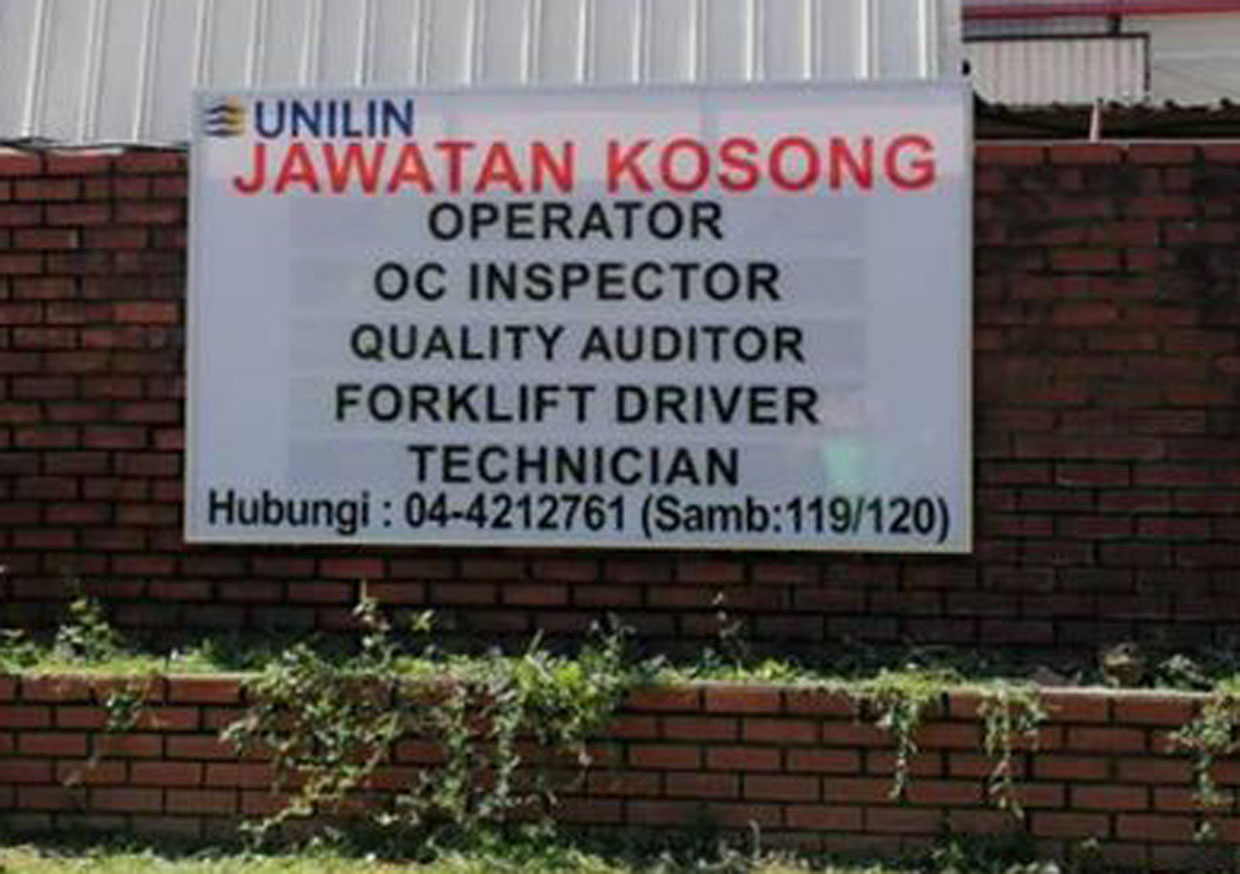 UNILIN
JAWATAN KOSONG
OPERATOR
OC INSPECTOR
QUALITY AUDITOR
FORKLIFT DRIVER
TECHNICIAN
Hubungi : 04-4212761 (Samb:119/120)